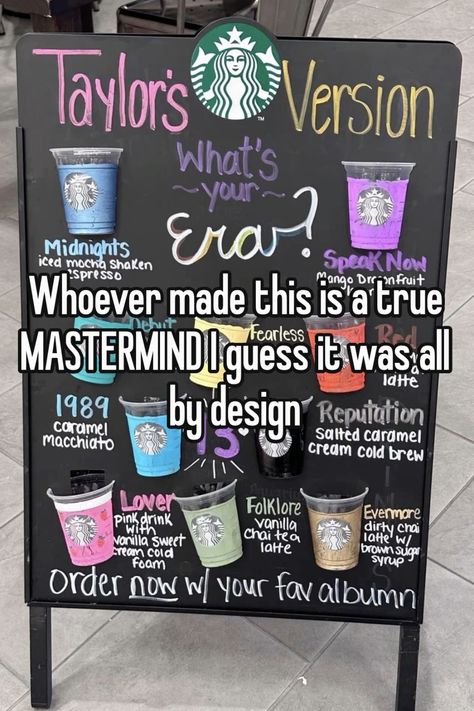 Taylor's Version
What's
~ your ~
Era?
Midnights
iced mocha shaken
espresso
Speak Now
Mango Dragonfruit
Whoever made this is a true
MASTERMIND I guess it was all
by design
Debut
Fearless
Red
latte
1989
caramel
macchiato
13
Reputation
salted caramel
cream cold brew
Lover
pink drink
with
vanilla sweet
cream cold
foam
Folklore
vanilla
chai tea
latte
Evermore
dirty chai
latte w/
brown sugar
syrup
Order now w/ your fav albumn